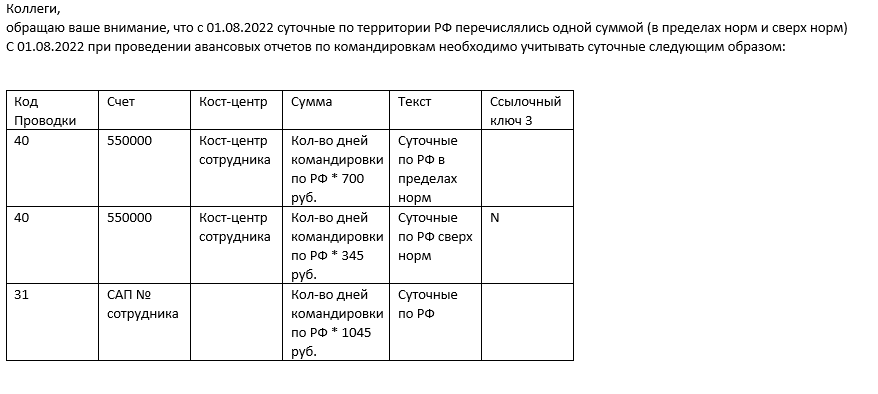 Коллеги,
обращаю ваше внимание, что с 01.08.2022 суточные по территории РФ перечислялись одной суммой (в пределах норм и сверх норм)
С 01.08.2022 при проведении авансовых отчетов по командировкам необходимо учитывать суточные следующим образом:
Код Проводки
Счет
Кост-центр
Сумма
Текст
Ссылочный ключ 3
40
550000
Кост-центр
сотрудника
Кол-во дней
командировки
по РФ * 700
руб.
Суточные
по РФ в
пределах
норм
40
550000
Кост-центр
сотрудника
Кол-во дней
командировки
по РФ * 345
руб.
Суточные
по РФ сверх
норм
N
31
САП №
сотрудника
Кол-во дней
командировки
по РФ * 1045
руб.
Суточные
по РФ